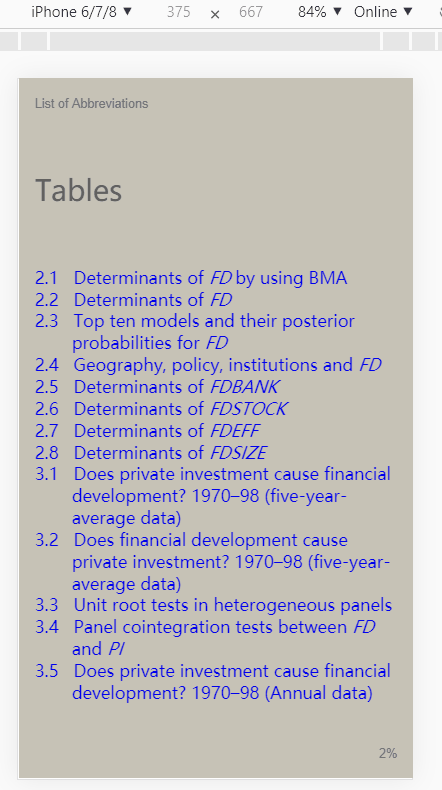 iPhone 6/7/8 ▼ 375 × 667 84% ▼ Online ▼
List of Abbreviations
Tables
2.1 Determinants of FD by using BMA
2.2 Determinants of FD
2.3 Top ten models and their posterior
probabilities for FD
2.4 Geography, policy, institutions and FD
2.5 Determinants of FDBANK
2.6 Determinants of FDSTOCK
2.7 Determinants of FDEFF
2.8 Determinants of FDSIZE
3.1 Does private investment cause financial
development? 1970–98 (five-year-
average data)
3.2 Does financial development cause
private investment? 1970–98 (five-year-
average data)
3.3 Unit root tests in heterogeneous panels
3.4 Panel cointegration tests between FD
and PI
3.5 Does private investment cause financial
development? 1970–98 (Annual data)
2%